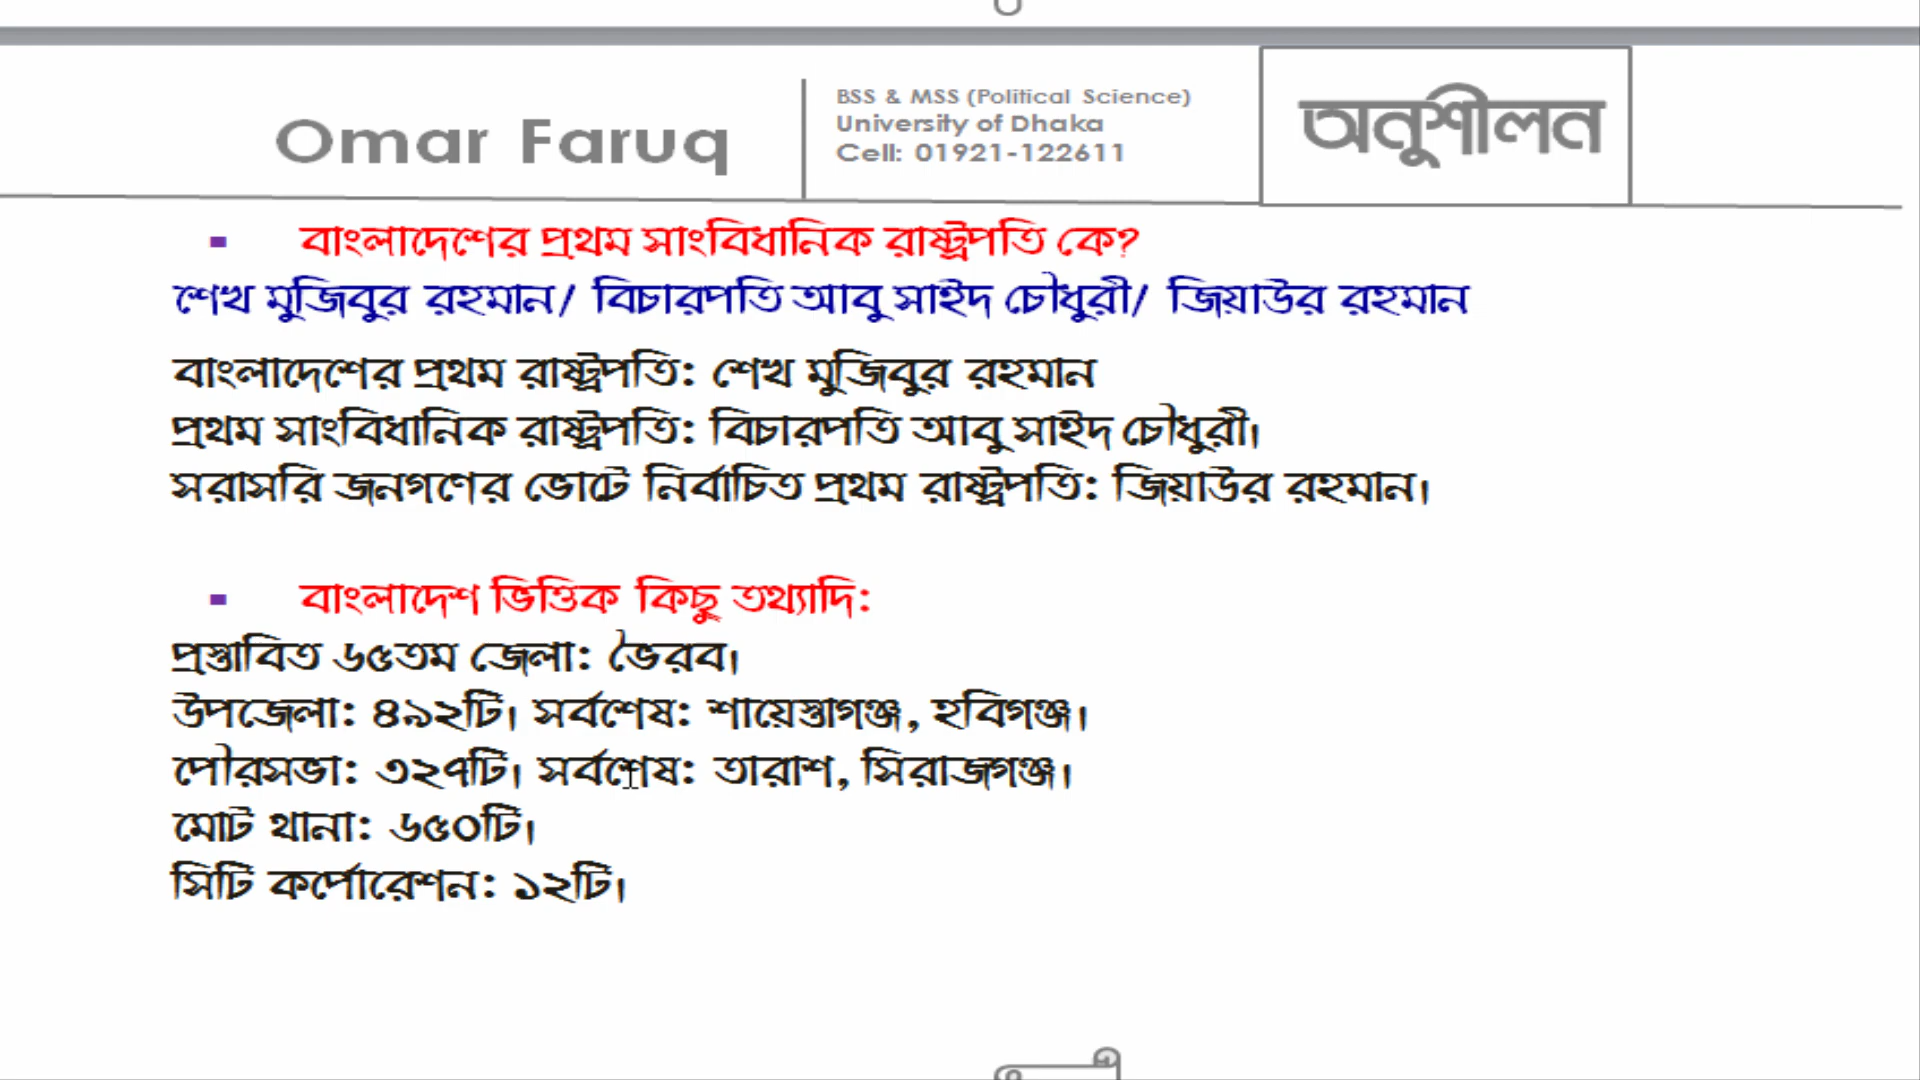 Omar Faruq
BSS & MSS (Political Science)
University of Dhaka
Cell: 01921-122611
অনুশীলন
▪ বাংলাদেশের প্রথম সাংবিধানিক রাষ্ট্রপতি কে?
শেখ মুজিবুর রহমান/ বিচারপতি আবু সাইদ চৌধুরী/ জিয়াউর রহমান
বাংলাদেশের প্রথম রাষ্ট্রপতি: শেখ মুজিবুর রহমান
প্রথম সাংবিধানিক রাষ্ট্রপতি: বিচারপতি আবু সাইদ চৌধুরী।
সরাসরি জনগণের ভোটে নির্বাচিত প্রথম রাষ্ট্রপতি: জিয়াউর রহমান।
▪ বাংলাদেশ ভিত্তিক কিছু তথ্যাদি:
প্রস্তাবিত ৬৫তম জেলা: ভৈরব।
উপজেলা: ৪৯২টি। সর্বশেষ: শায়েস্তাগঞ্জ, হবিগঞ্জ।
পৌরসভা: ৩২৭টি। সর্বশেষ: তারাশ, সিরাজগঞ্জ।
মোট থানা: ৬৫০টি।
সিটি কর্পোরেশন: ১২টি।